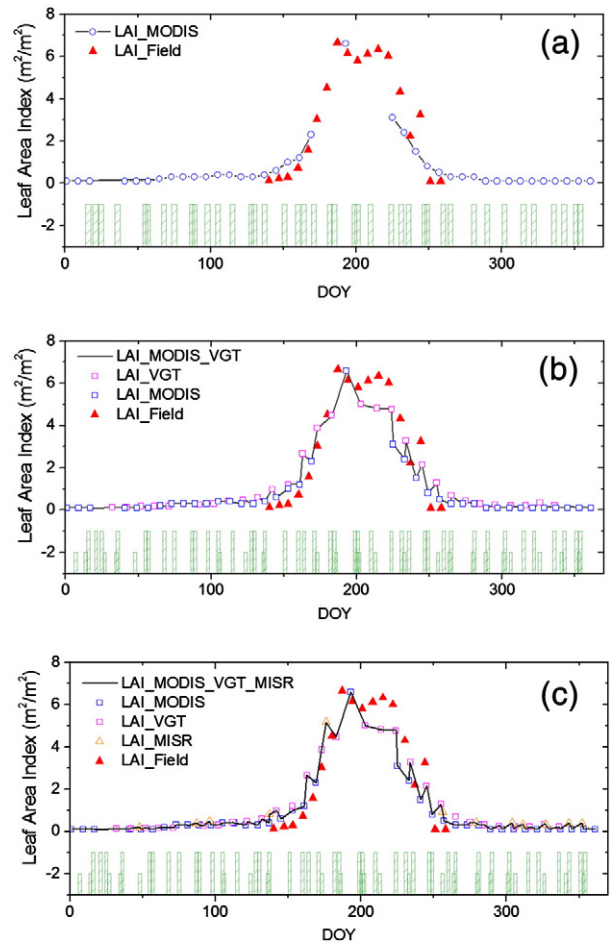 LAI_MODIS
LAI_Field
(a)
Leaf Area Index (m²/m²)
8
6
4
2
0
-2
0 100 200 300
DOY
LAI_MODIS_VGT
LAI_VGT
LAI_MODIS
LAI_Field
(b)
Leaf Area Index (m²/m²)
8
6
4
2
0
-2
0 100 200 300
DOY
LAI_MODIS_VGT_MISR
LAI_MODIS
LAI_VGT
LAI_MISR
LAI_Field
(c)
Leaf Area Index (m²/m²)
8
6
4
2
0
-2
0 100 200 300
DOY